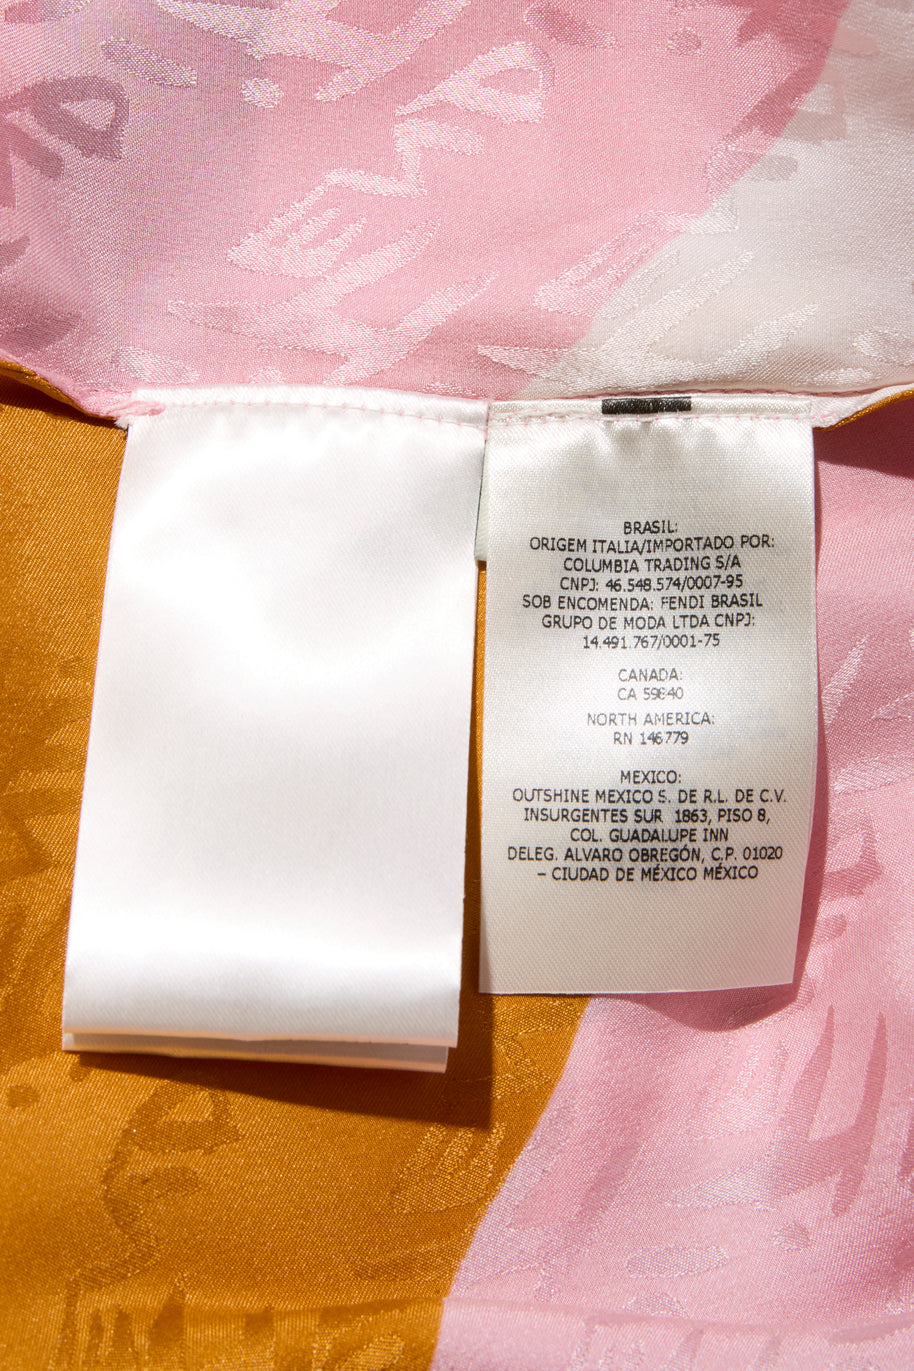 BRASIL:
ORIGEM ITALIA/IMPORTADO POR:
COLUMBIA TRADING S/A
CNPJ: 46.548.574/0007-95
SOB ENCOMENDA: FENDI BRASIL
GRUPO DE MODA LTDA CNPJ:
14.491.767/0001-75
CANADA:
CA 59640
NORTH AMERICA:
RN 146779
MEXICO:
OUTSHINE MEXICO S. DE R.L. DE C.V.
INSURGENTES SUR 1863, PISO 8,
COL. GUADALUPE INN
DELEG. ALVARO OBREGÓN, C.P. 01020
– CIUDAD DE MÉXICO MÉXICO